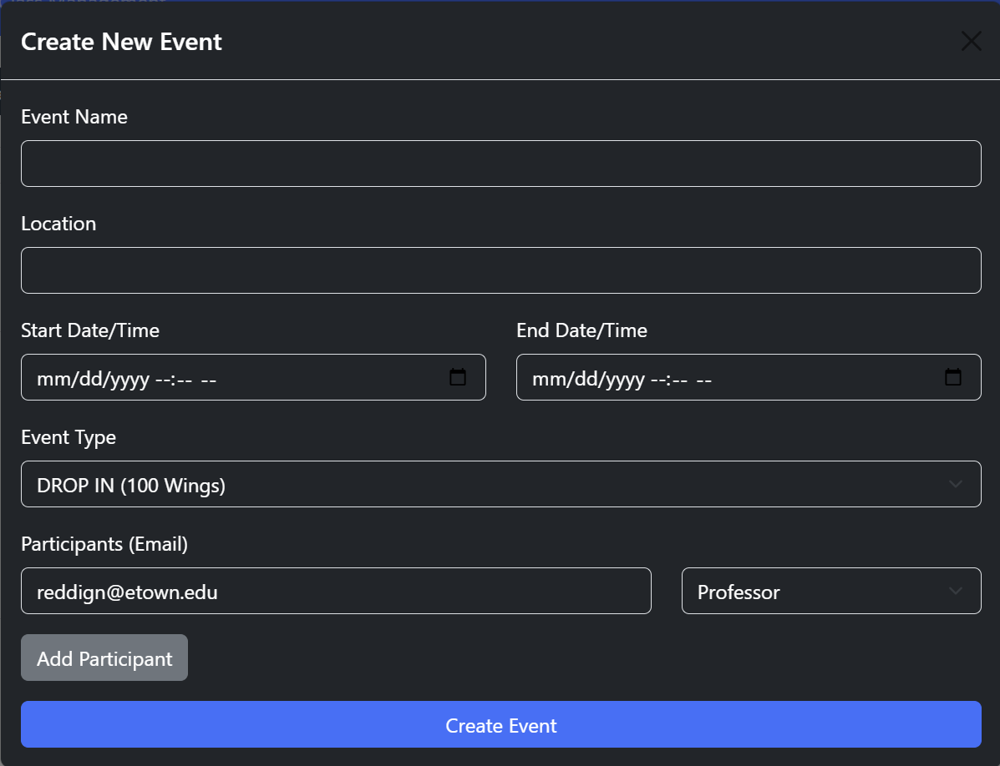 Create New Event
Event Name
Location
Start Date/Time End Date/Time
mm/dd/yyyy --:-- -- mm/dd/yyyy --:-- --
Event Type
DROP IN (100 Wings)
Participants (Email)
reddign@etown.edu Professor
Add Participant
Create Event